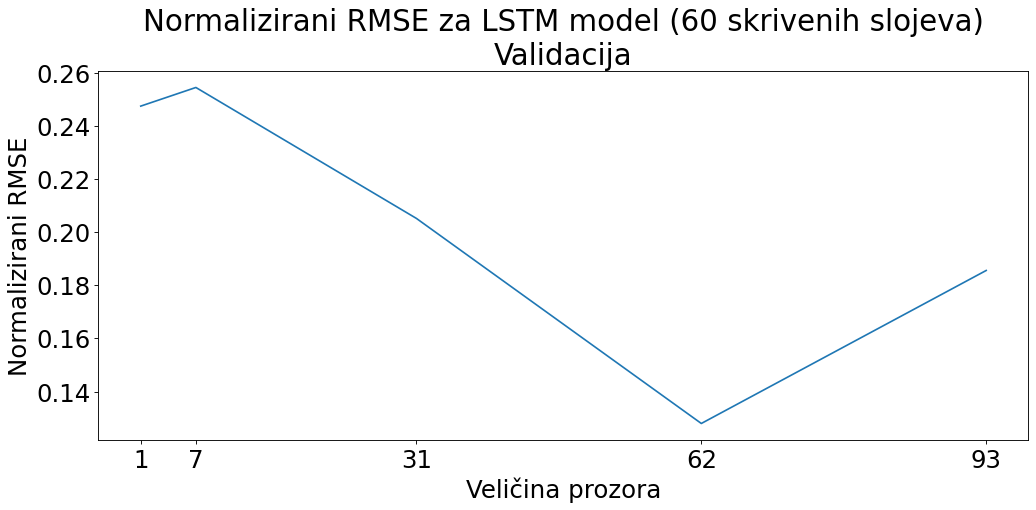 Normalizirani RMSE za LSTM model (60 skrivenih slojeva)
Validacija
Normalizirani RMSE
0.26
0.24
0.22
0.20
0.18
0.16
0.14
1 7 31 62 93
Veličina prozora